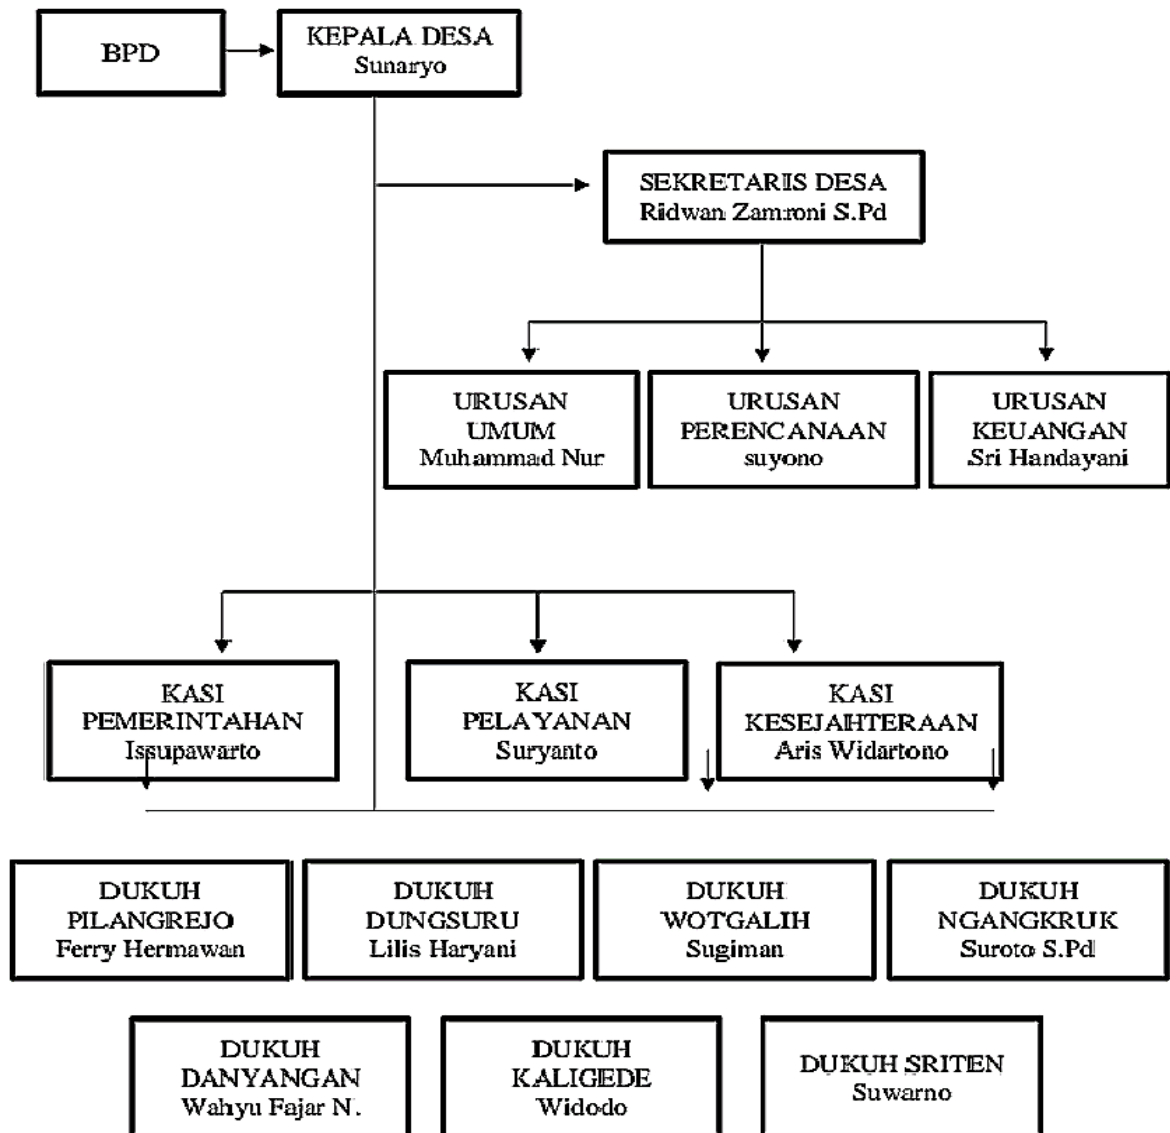 BPD
KEPALA DESA
Sunaryo
SEKRETARIIS DESA
Ridwan Zamroni S.Pd
URUSAN
UMUM
Muhammad Nur
URUSAN
PERENCANAAN
suyono
URUSAN
KEUANGAN
Sri Handayani
KASI
PEMERINTAHAN
Issupawarto
KASI
PELAYANAN
Suryanto
KASI
KESEJAHTERAAN
Aris Widartono
DUKUH
PILANGREJO
Ferry Hermawan
DUKUH
DUNGSURU
Lilis Haryani
DUKUH
WOTGALIH
Sugiman
DUKUH
NGANGKRUK
Suroto S.Pd
DUKUH
DANYANGAN
Wahyu Fajar N.
DUKUH
KALIGEDE
Widodo
DUKUH SRITEN
Suwarno